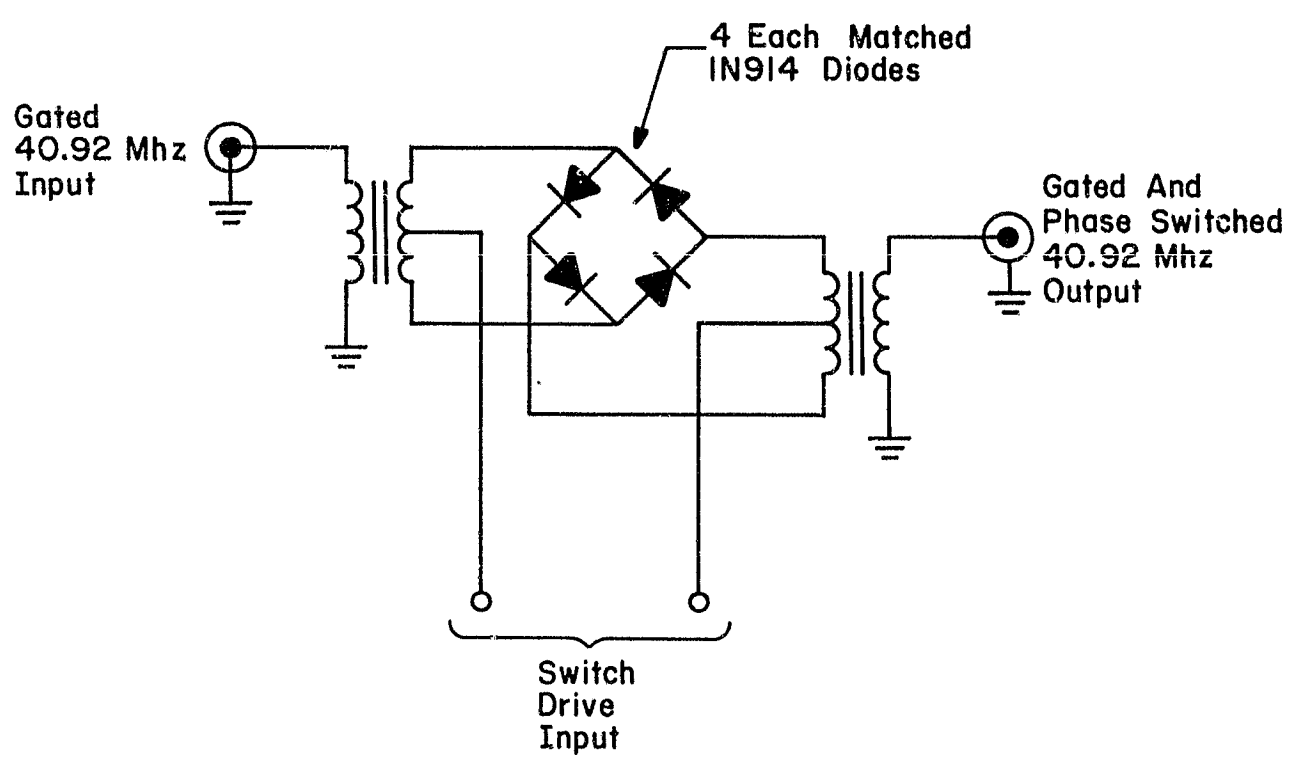 4 Each Matched
1N914 Diodes
Gated
40.92 Mhz
Input
Gated And
Phase Switched
40.92 Mhz
Output
Switch
Drive
Input